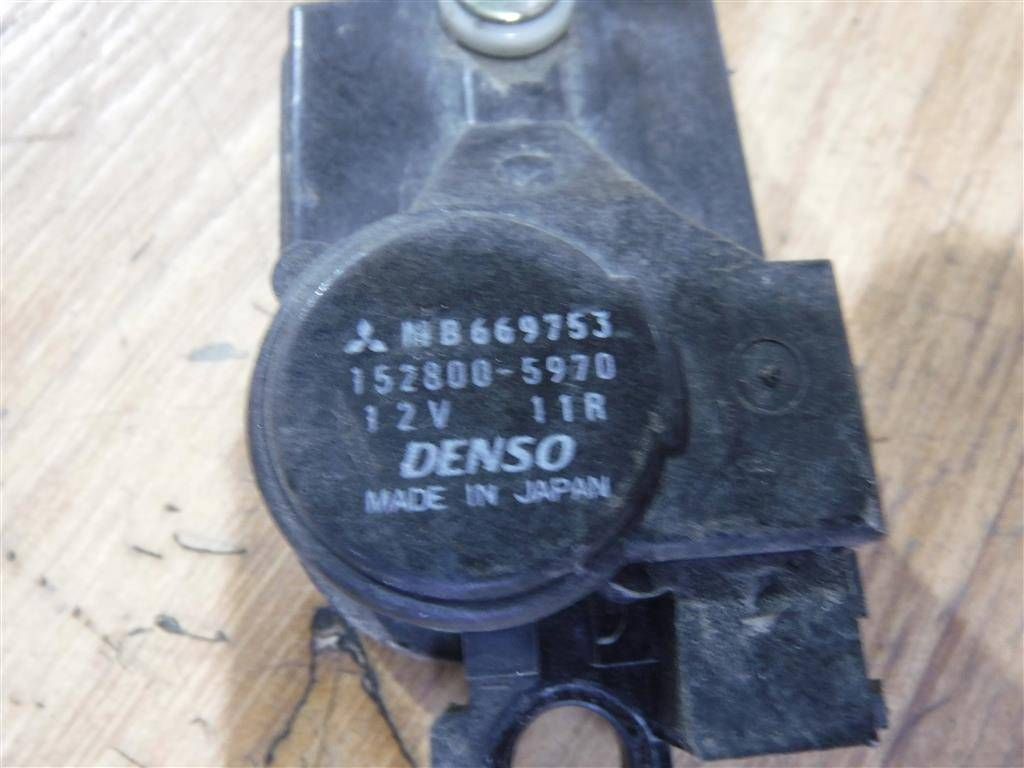 MB669753
152800-5970
12V 11R
DENSO
MADE IN JAPAN